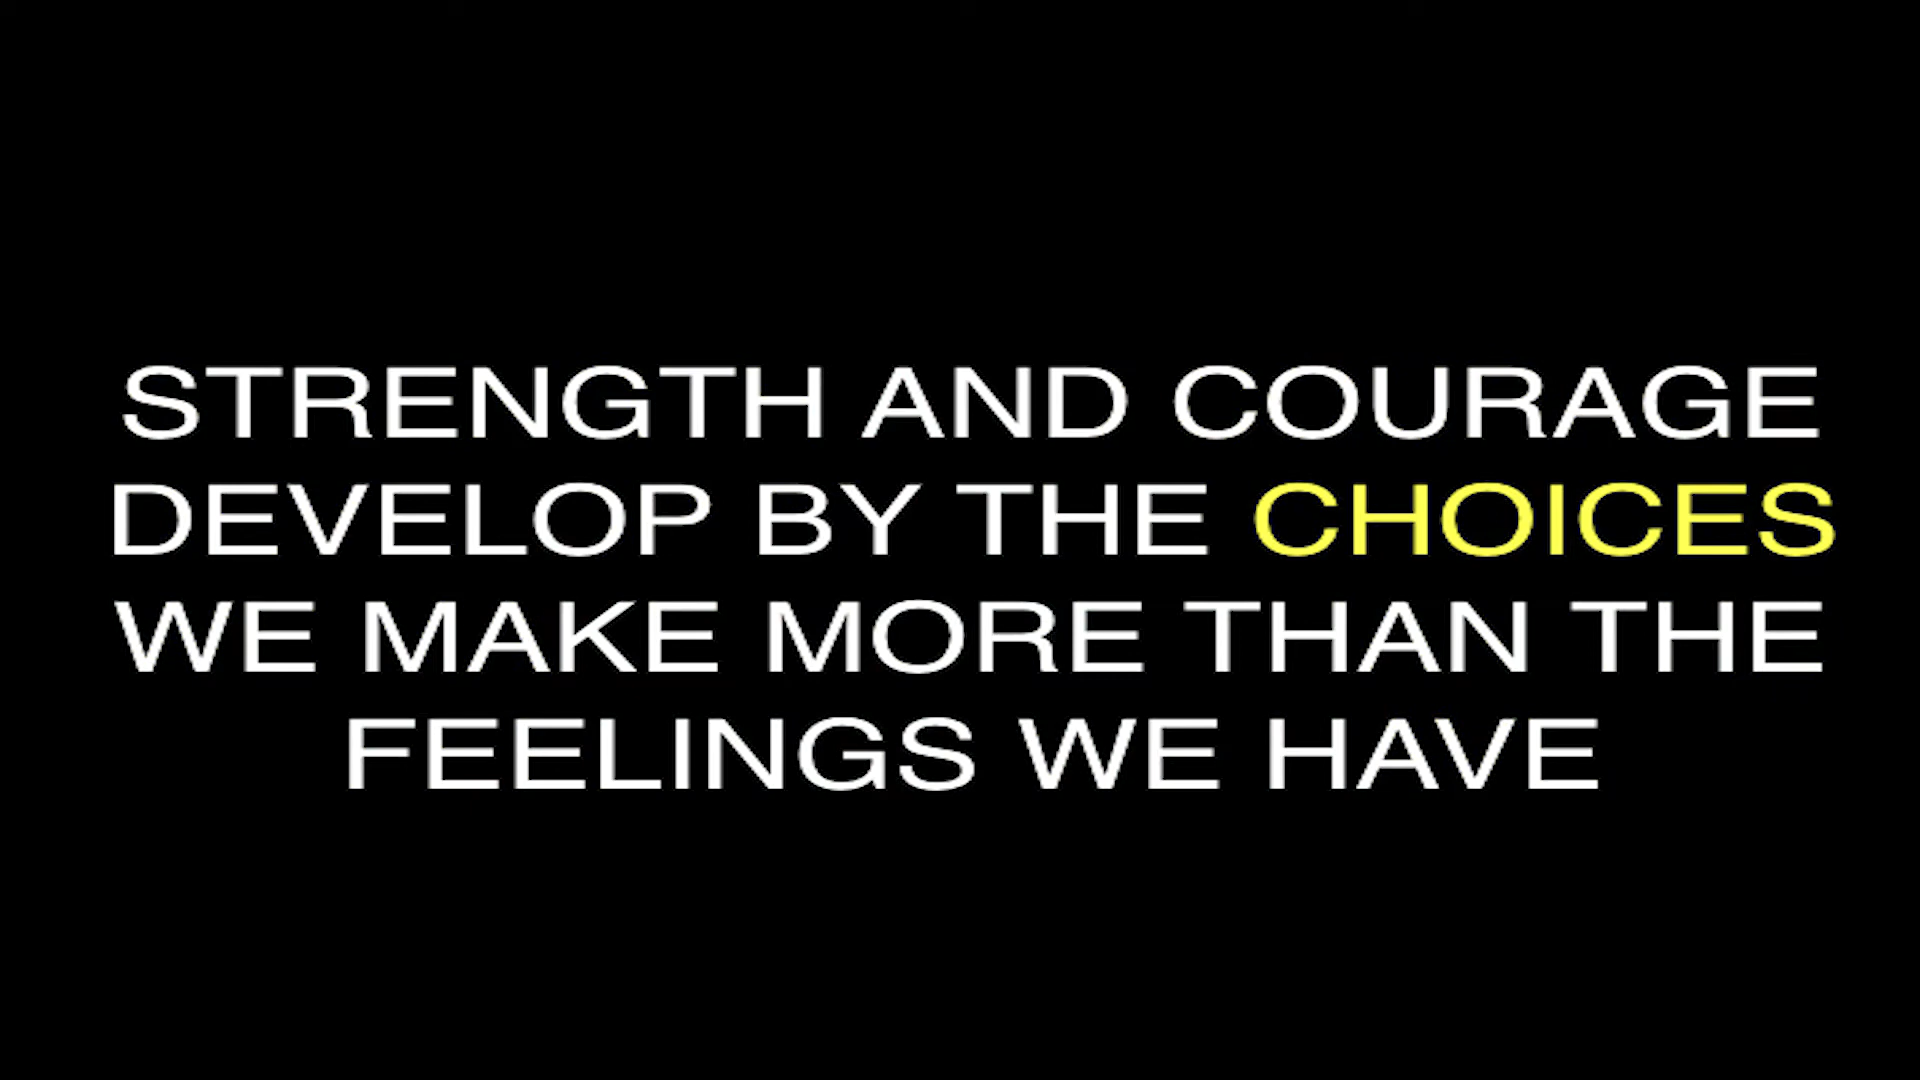 STRENGTH AND COURAGE
DEVELOP BY THE CHOICES
WE MAKE MORE THAN THE
FEELINGS WE HAVE